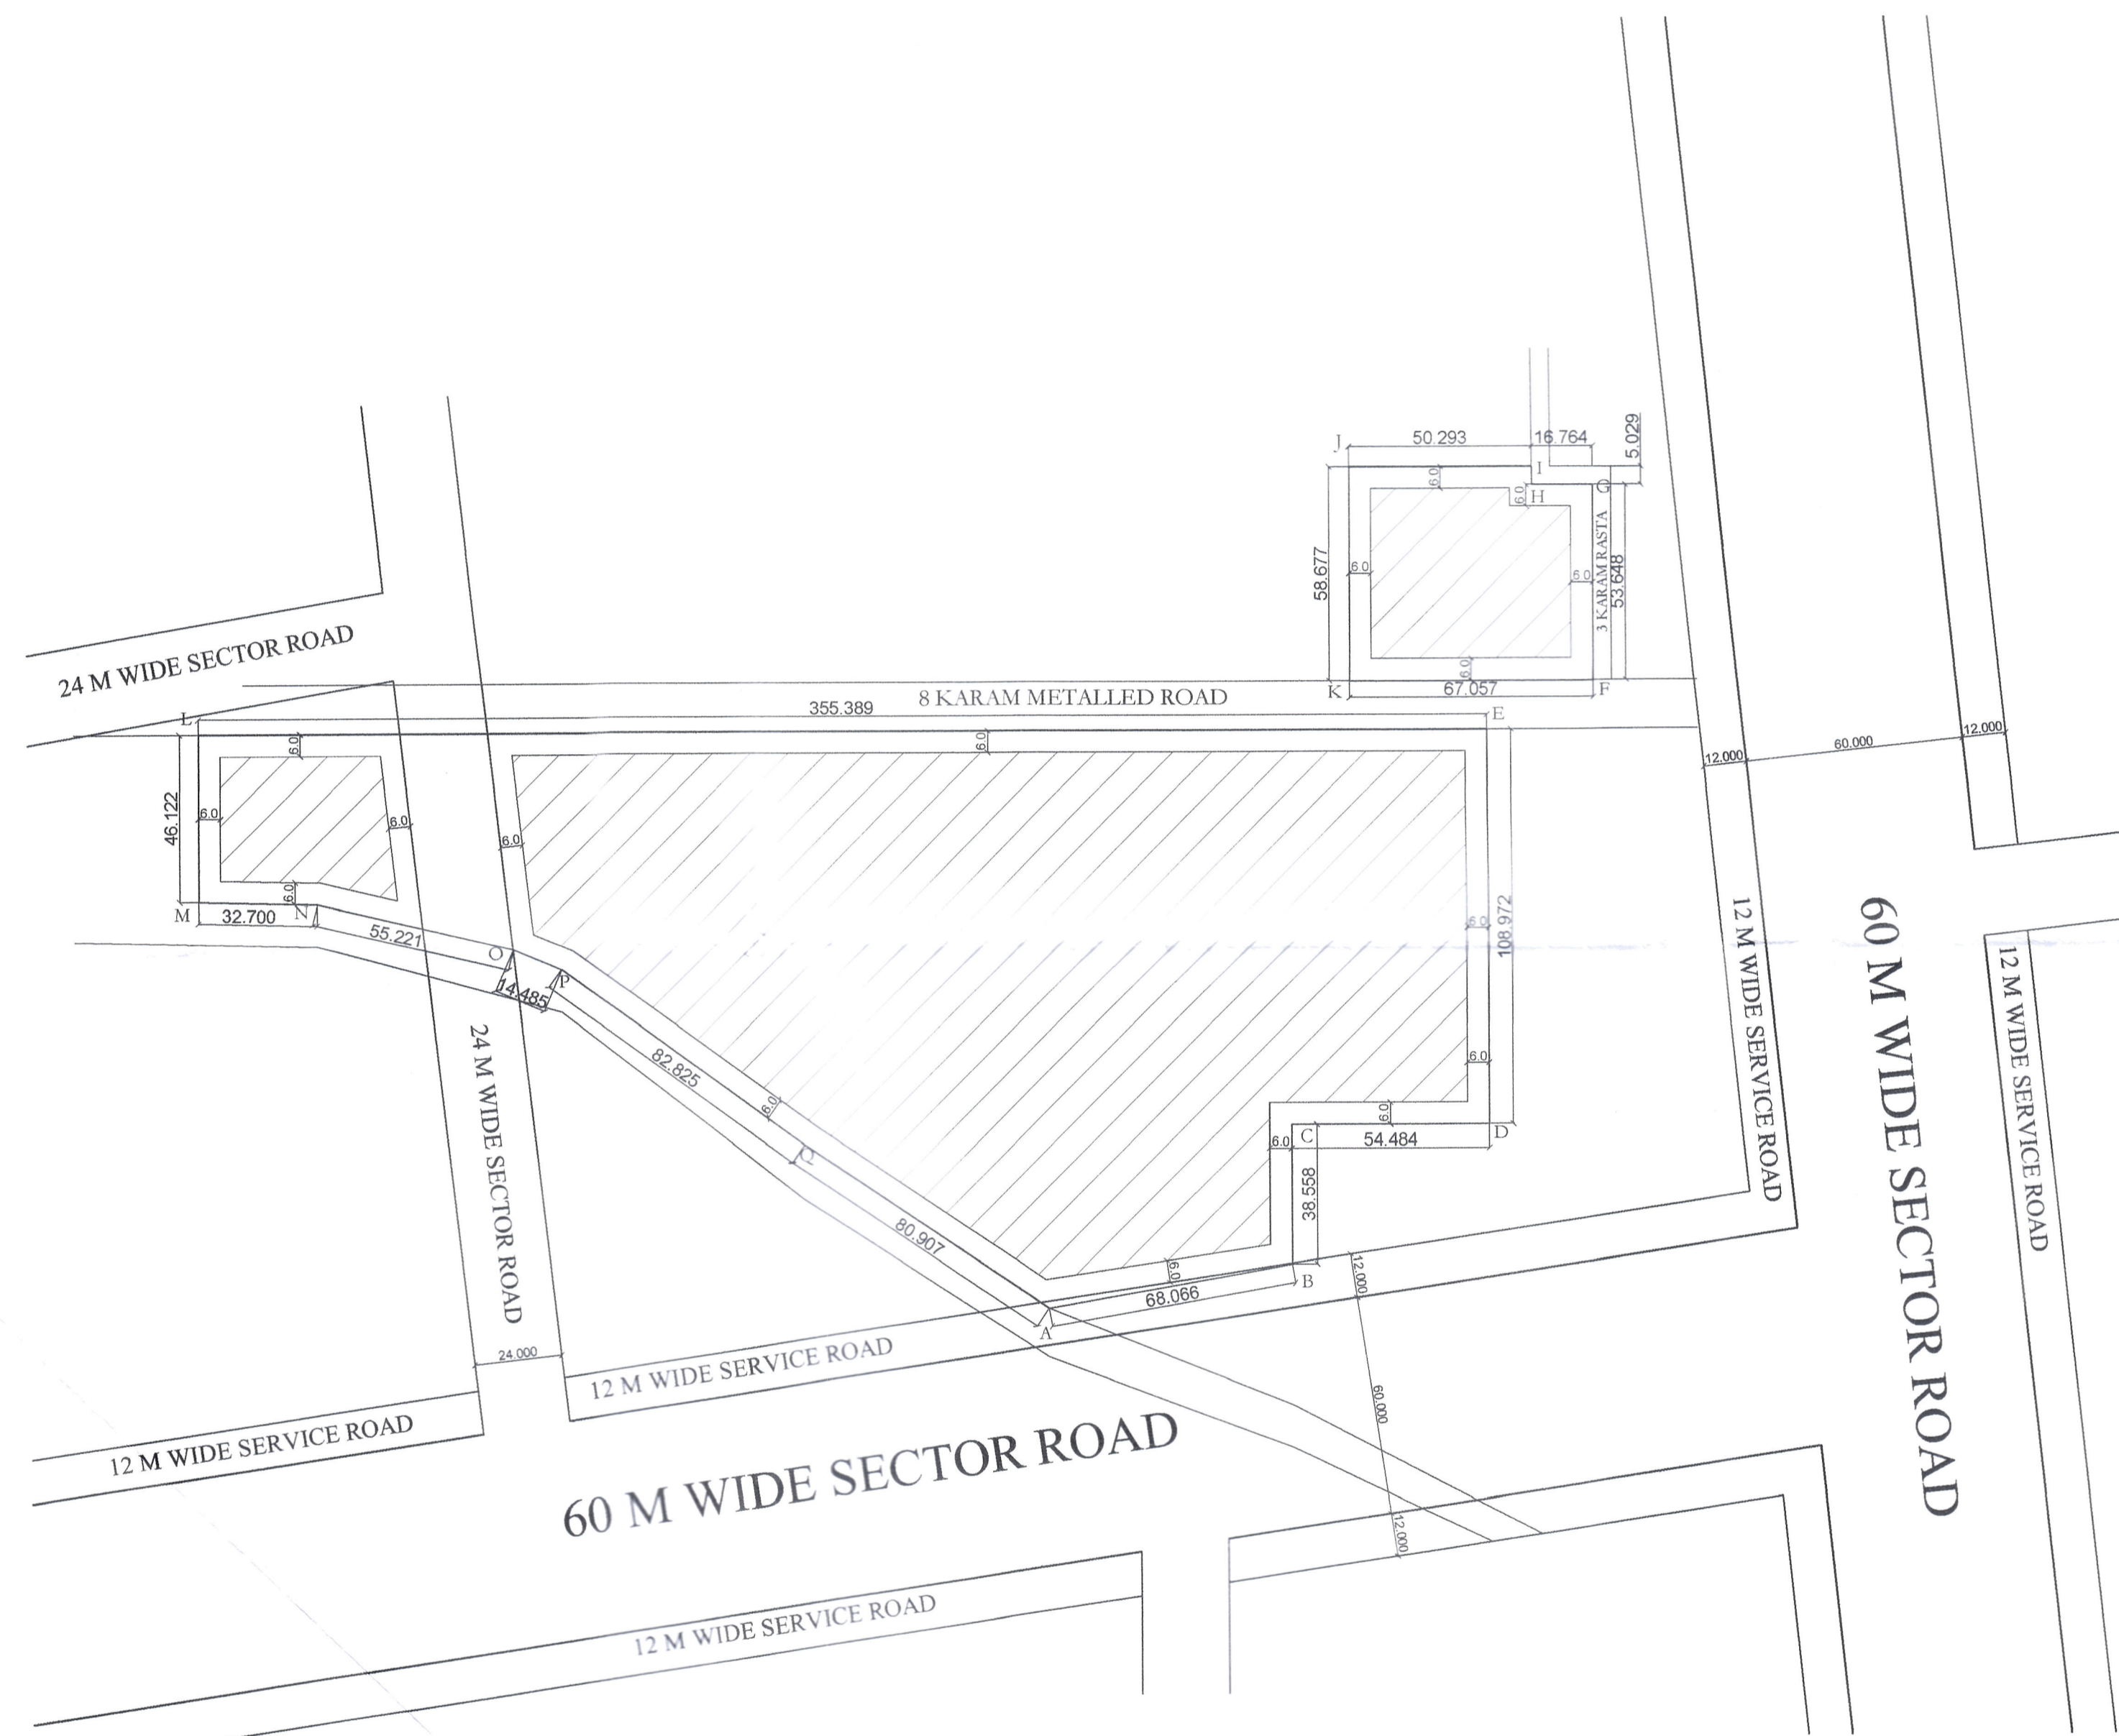 5.029
J
50.293
16.764
I
6.0
G
6.0
H
3 KARAM RASTA
58.677
6.0
6.0
53.648
24 M WIDE SECTOR ROAD
6.0
K
67.057
F
8 KARAM METALLED ROAD
355.389
E
L
12.000
60.000
12.000
6.0
6.0
46.122
6.0
6.0
6.0
6.0
M
32.700
N
55.221
O
P
14.485
6.0
108.972
12 M WIDE SERVICE ROAD
60 M WIDE SECTOR ROAD
12 M WIDE SERVICE ROAD
24 M WIDE SECTOR ROAD
82.825
6.0
6.0
6.0
Q
6.0
C
54.484
D
38.558
80.907
6.0
B
68.066
A
12.000
24.000
12 M WIDE SERVICE ROAD
12 M WIDE SERVICE ROAD
60.000
60 M WIDE SECTOR ROAD
12.000
12 M WIDE SERVICE ROAD